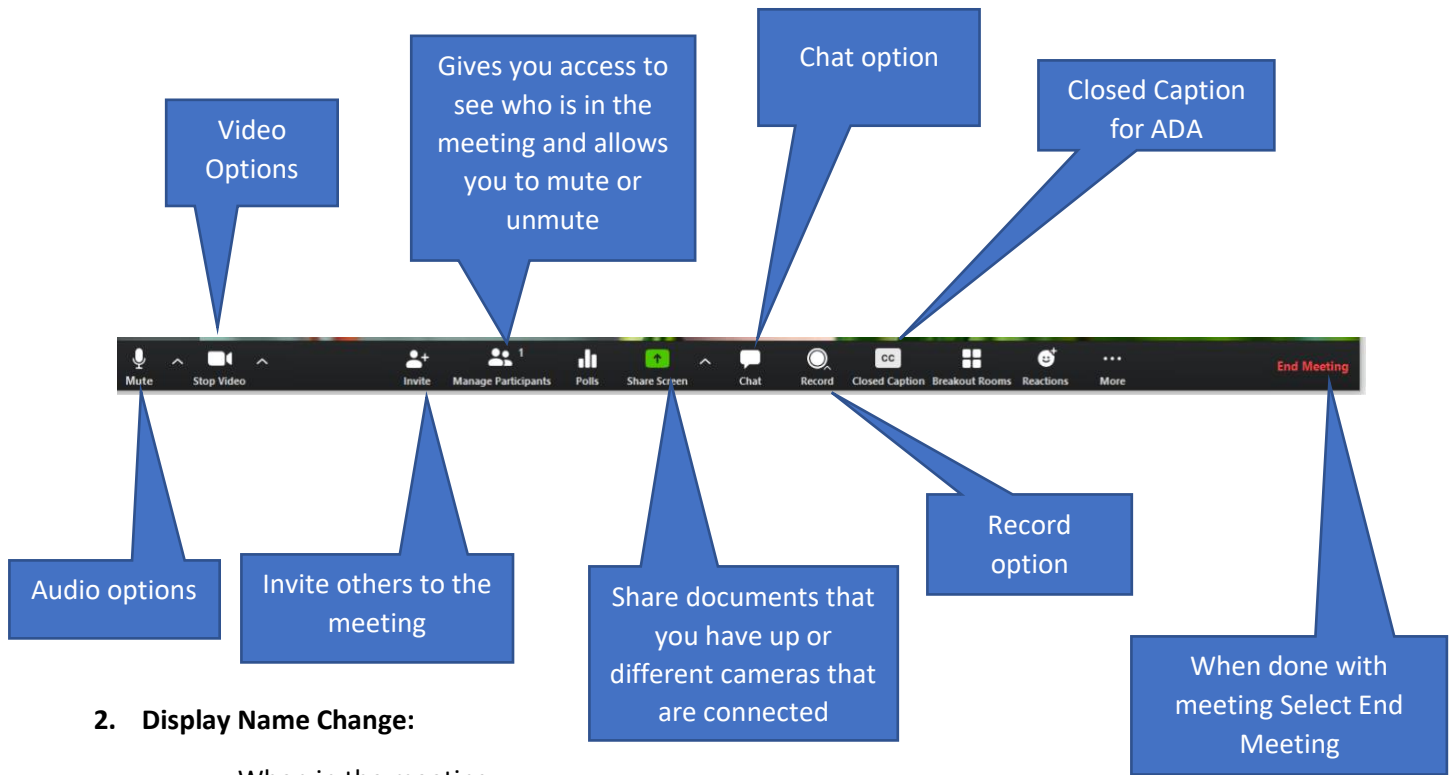 Gives you access to
see who is in the
meeting and allows
you to mute or
unmute
Chat option
Closed Caption
for ADA
Video
Options
Mute
Stop Video
Invite
Manage Participants
1
Polls
Share Screen
Chat
Record
CC
Closed Caption
Breakout Rooms
Reactions
More
End Meeting
Audio options
Invite others to the
meeting
Share documents that
you have up or
different cameras that
are connected
Record
option
When done with
meeting Select End
Meeting
2. Display Name Change: